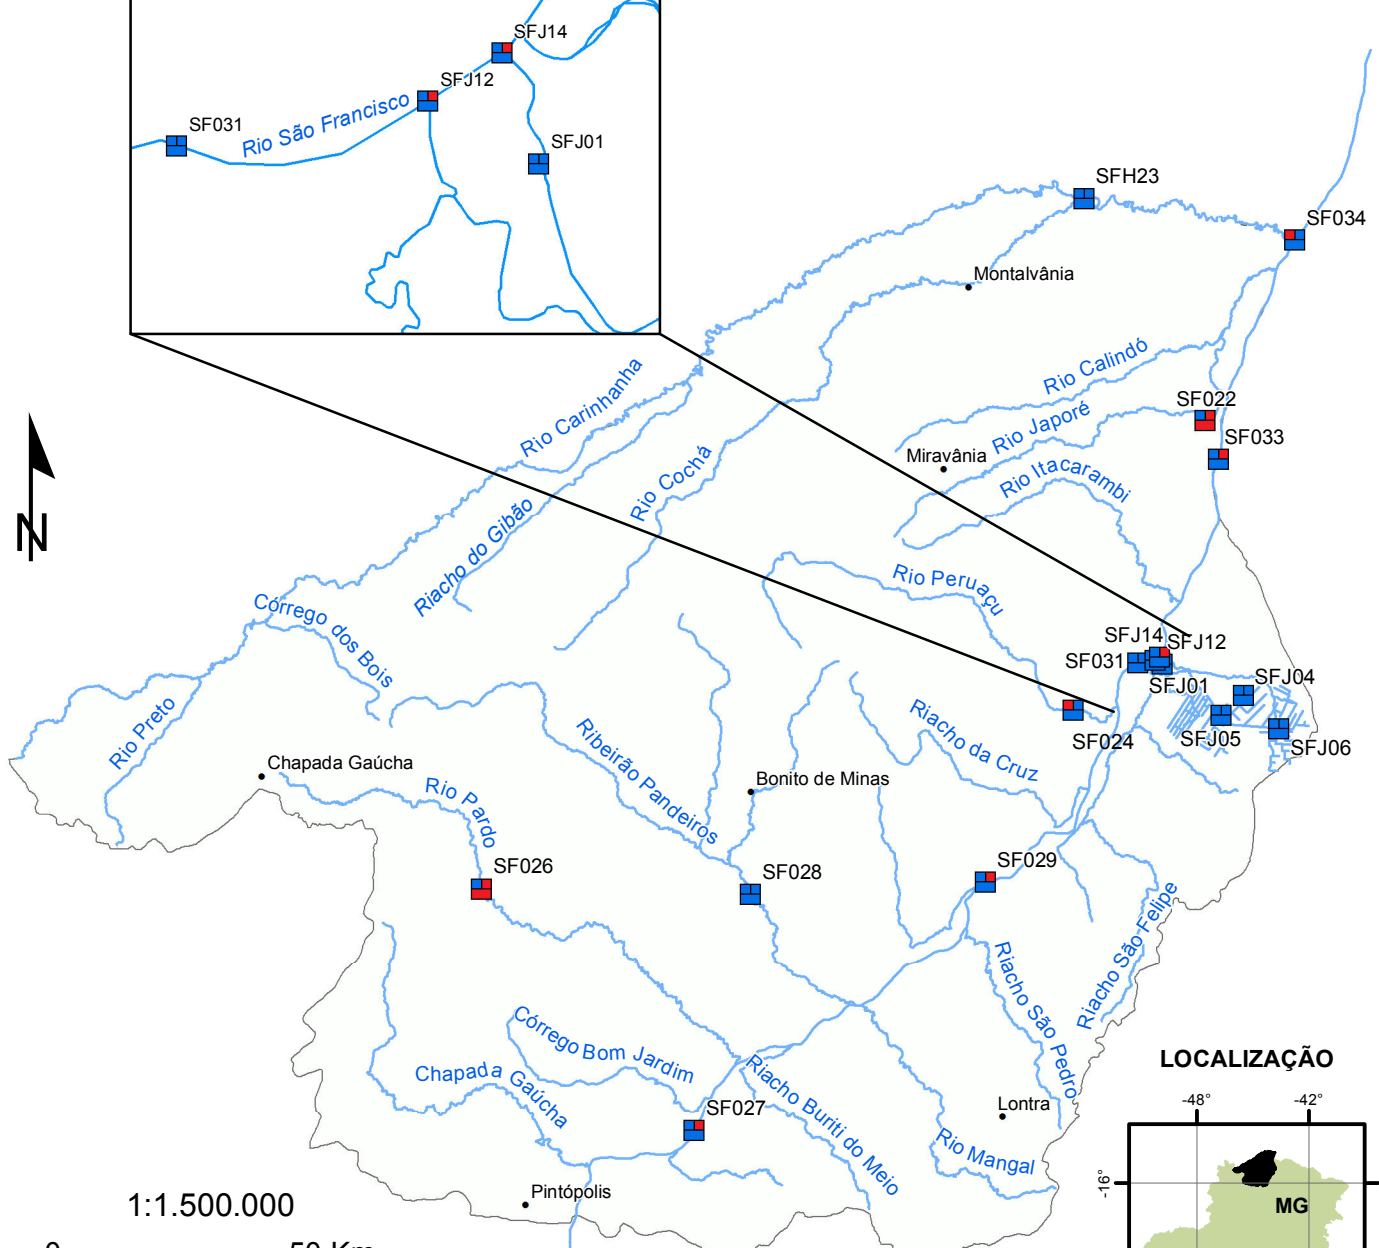 SFJ14
SFJ12
SF031
Rio São Francisco
SFJ01
SFH23
SF034
Montalvânia
Rio Calindó
Rio Carinhanha
SF022
Rio Japoré
SF033
Miravânia
Rio Cochá
Rio Itacarambi
Riacho do Gibão
N
Rio Peruaçu
Córrego dos Bois
SFJ14
SFJ12
SF031
SFJ01
SFJ04
Rio Preto
Riacho da Cruz
SF024
SFJ05
SFJ06
Chapada Gaúcha
Ribeirão Pandeiros
Bonito de Minas
Rio Pardo
SF026
SF028
SF029
Riacho São Felipe
Riacho São Pedro
Córrego Bom Jardim
LOCALIZAÇÃO
Chapada Gaúcha
Riacho Buriti do Meio
SF027
Lontra
-48°
-42°
Rio Mangal
-16°
Pintópolis
MG
1:1.500.000
0
50 Km